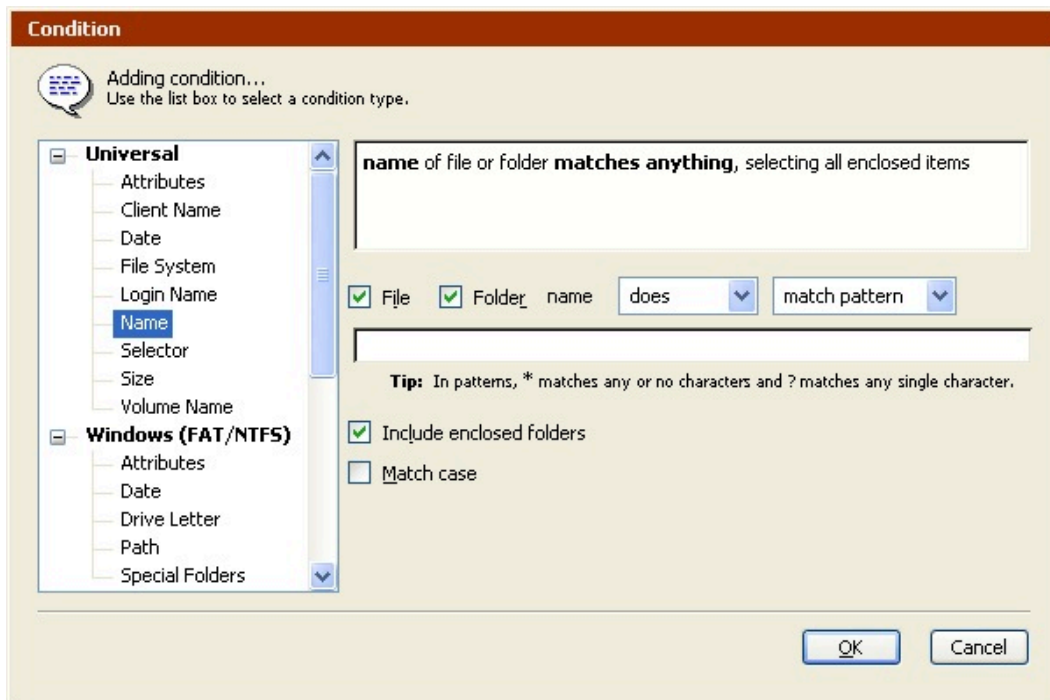 Condition
Adding condition...
Use the list box to select a condition type.
Universal
Attributes
Client Name
Date
File System
Login Name
Name
Selector
Size
Volume Name
Windows (FAT/NTFS)
Attributes
Date
Drive Letter
Path
Special Folders
name of file or folder matches anything, selecting all enclosed items
File Folder name does match pattern
Tip: In patterns, * matches any or no characters and ? matches any single character.
Include enclosed folders
Match case
OK Cancel